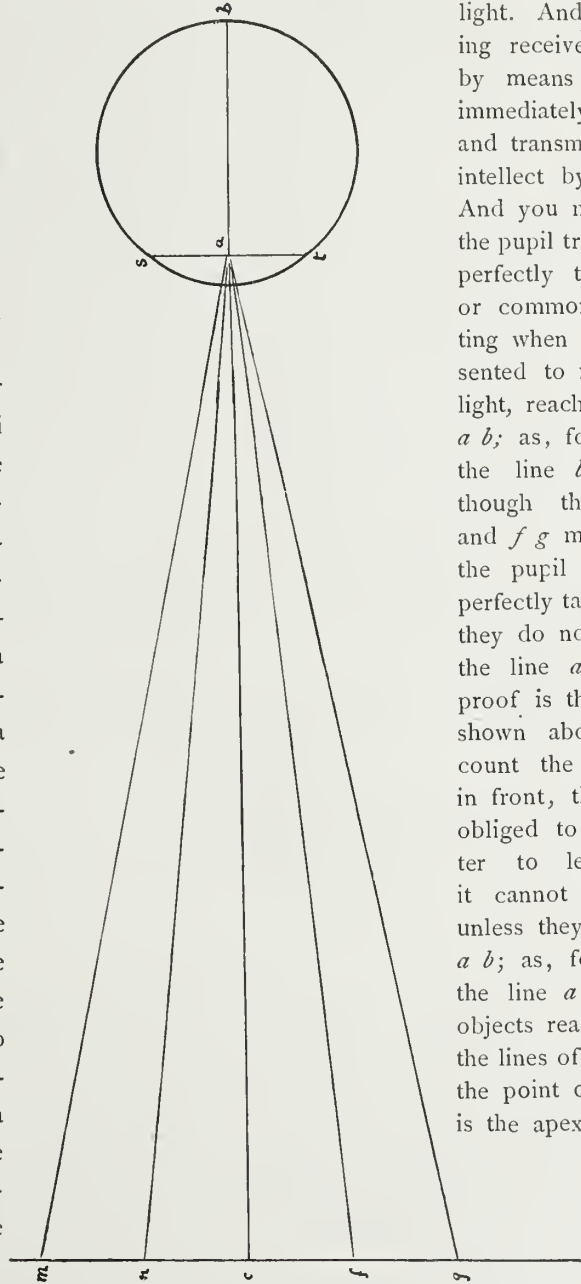 b
s a t
m n c f g
light. And
ing receive
by means
immediately
and transm
intellect by
And you n
the pupil tr
perfectly t
or common
ting when
sented to
light, reach
a b; as, fo
the line b
though th
and f g m
the pupil
perfectly ta
they do no
the line a
proof is th
shown abo
count the
in front, th
obliged to
ter to le
it cannot
unless they
a b; as, fo
the line a
objects rea
the lines of
the point o
is the apex